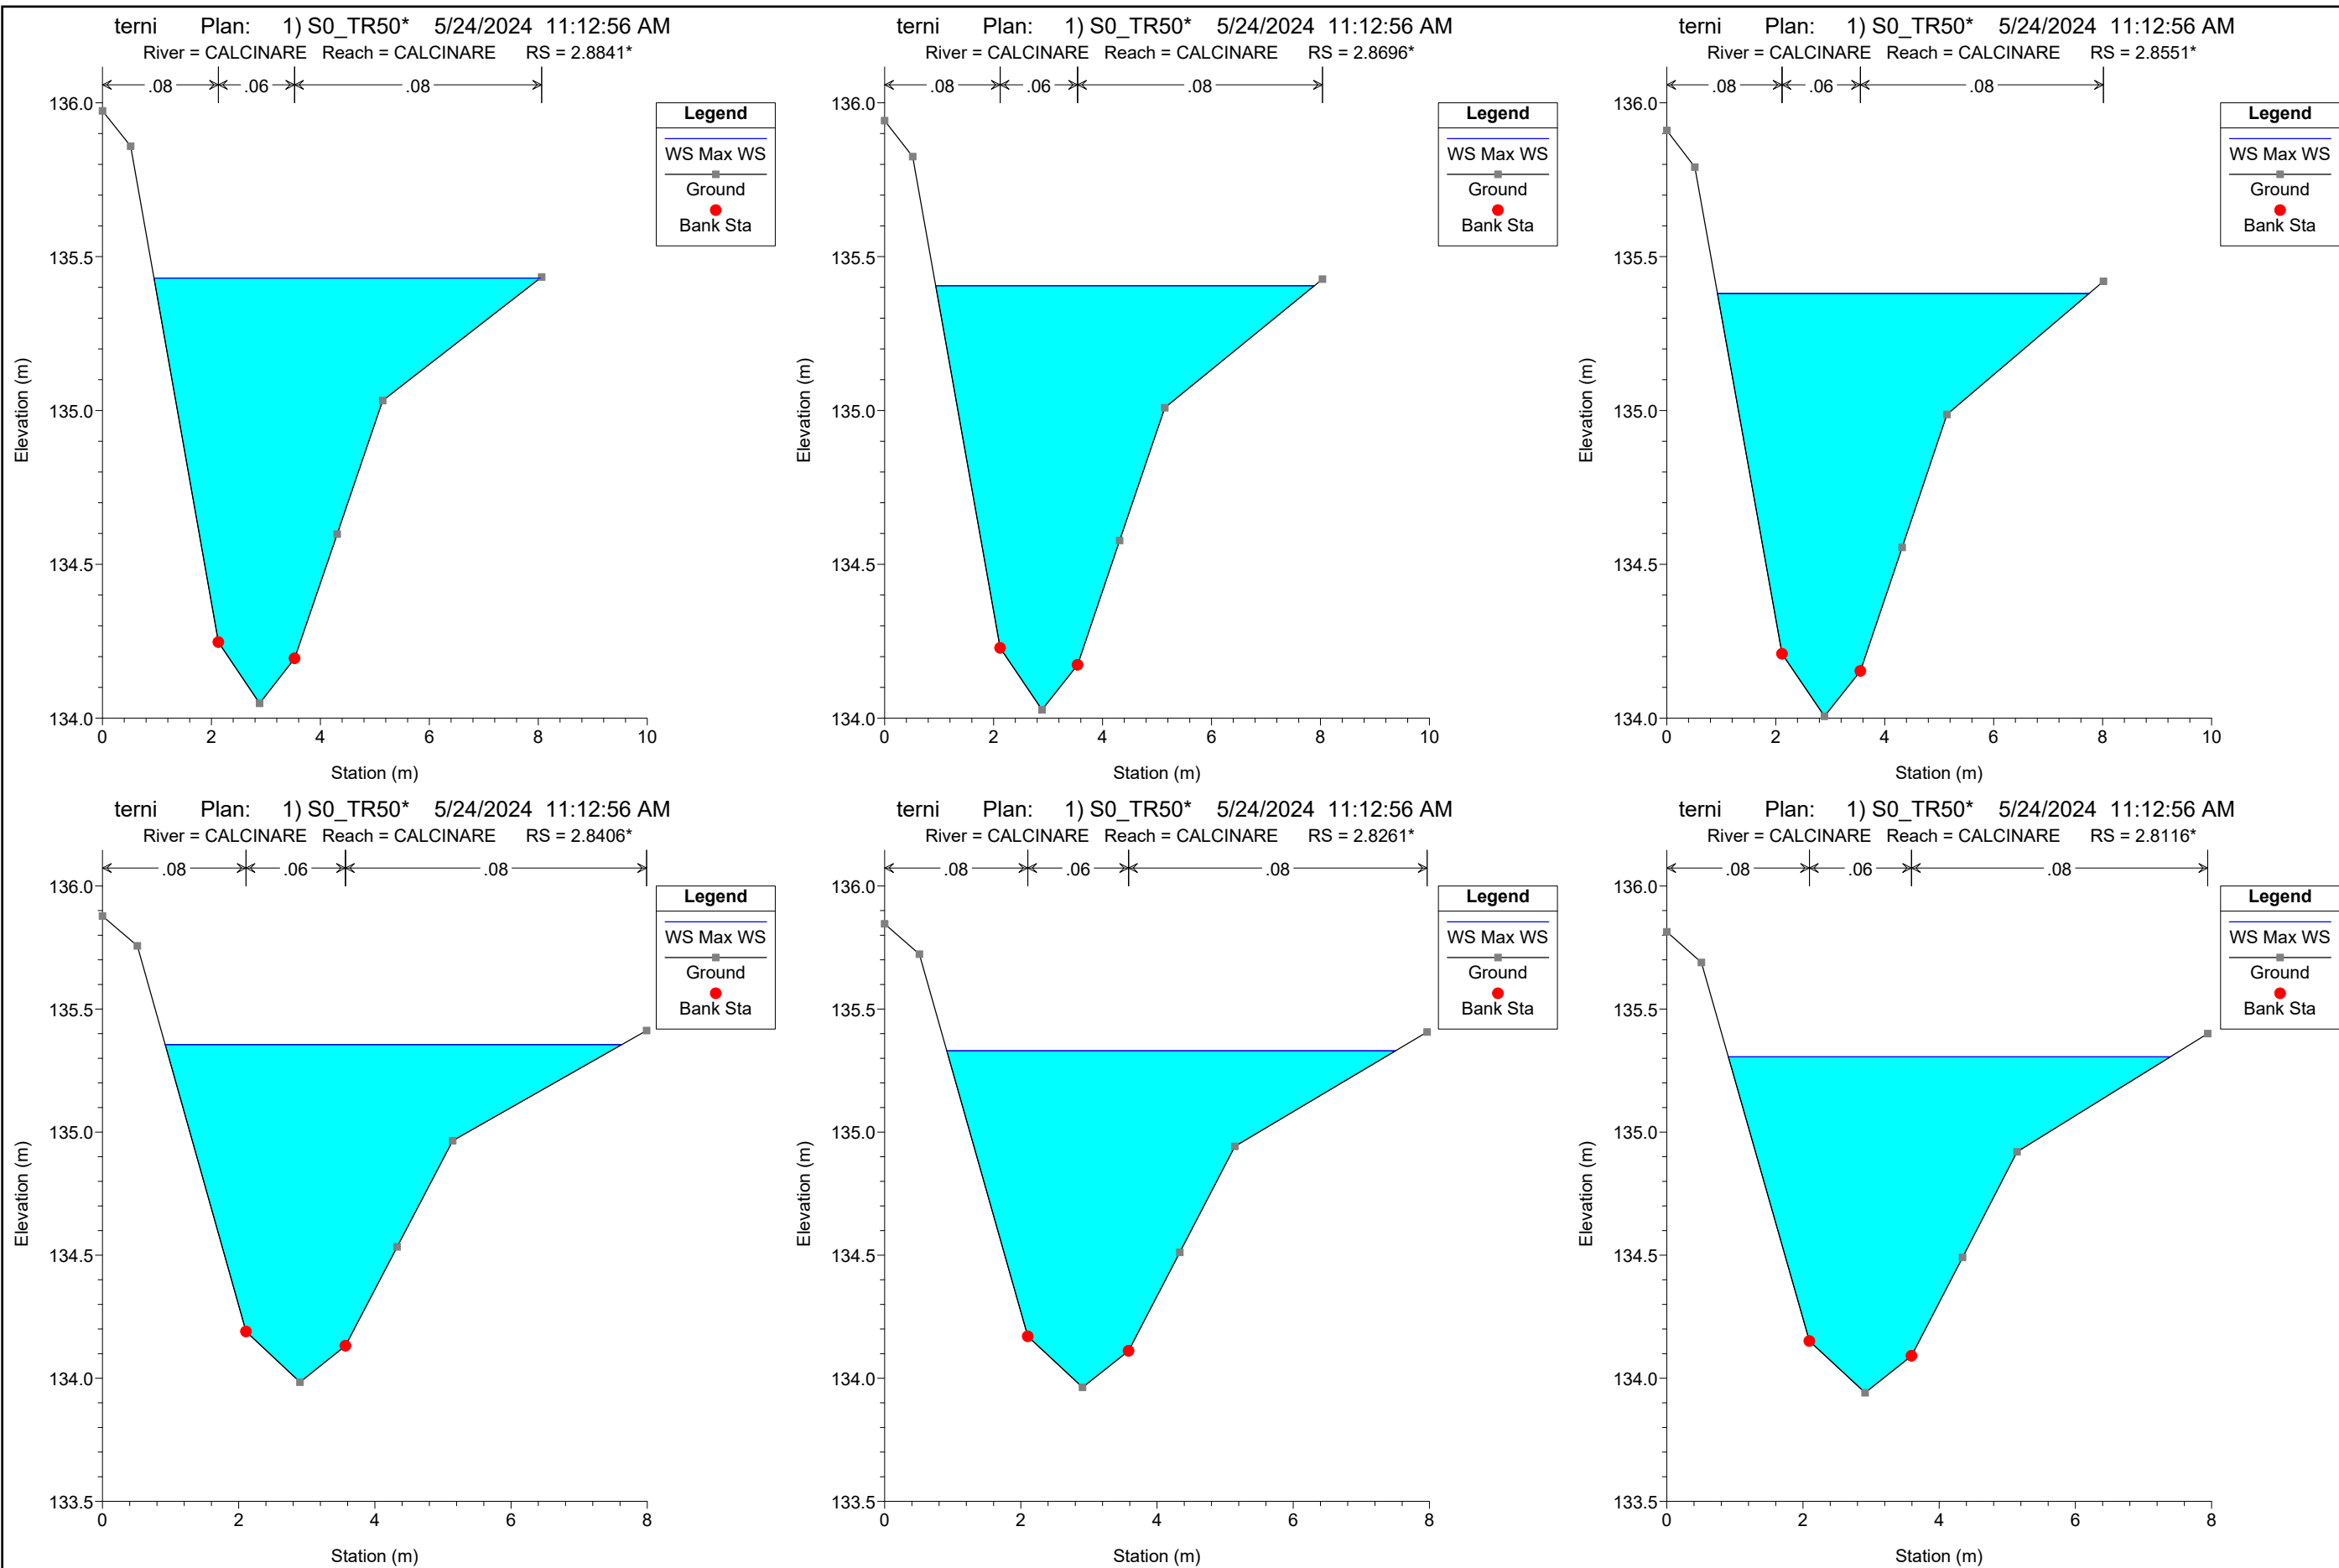 terni Plan: 1) S0_TR50* 5/24/2024 11:12:56 AM
River = CALCINARE Reach = CALCINARE RS = 2.8841*
.08 .06 .08
Legend
WS Max WS
Ground
Bank Sta
136.0
135.5
135.0
134.5
134.0
Elevation (m)
0 2 4 6 8 10
Station (m)
terni Plan: 1) S0_TR50* 5/24/2024 11:12:56 AM
River = CALCINARE Reach = CALCINARE RS = 2.8696*
.08 .06 .08
Legend
WS Max WS
Ground
Bank Sta
136.0
135.5
135.0
134.5
134.0
Elevation (m)
0 2 4 6 8 10
Station (m)
terni Plan: 1) S0_TR50* 5/24/2024 11:12:56 AM
River = CALCINARE Reach = CALCINARE RS = 2.8551*
.08 .06 .08
Legend
WS Max WS
Ground
Bank Sta
136.0
135.5
135.0
134.5
134.0
Elevation (m)
0 2 4 6 8 10
Station (m)
terni Plan: 1) S0_TR50* 5/24/2024 11:12:56 AM
River = CALCINARE Reach = CALCINARE RS = 2.8406*
.08 .06 .08
Legend
WS Max WS
Ground
Bank Sta
136.0
135.5
135.0
134.5
134.0
133.5
Elevation (m)
0 2 4 6 8
Station (m)
terni Plan: 1) S0_TR50* 5/24/2024 11:12:56 AM
River = CALCINARE Reach = CALCINARE RS = 2.8261*
.08 .06 .08
Legend
WS Max WS
Ground
Bank Sta
136.0
135.5
135.0
134.5
134.0
133.5
Elevation (m)
0 2 4 6 8
Station (m)
terni Plan: 1) S0_TR50* 5/24/2024 11:12:56 AM
River = CALCINARE Reach = CALCINARE RS = 2.8116*
.08 .06 .08
Legend
WS Max WS
Ground
Bank Sta
136.0
135.5
135.0
134.5
134.0
133.5
Elevation (m)
0 2 4 6 8
Station (m)